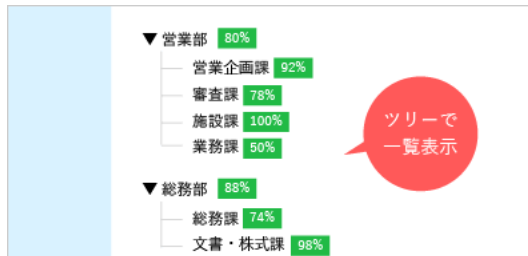 ▼営業部 80%
営業企画課 92%
審査課 78%
施設課 100%
業務課 50%
ツリーで
一覧表示
▼総務部 88%
総務課 74%
文書・株式課 98%